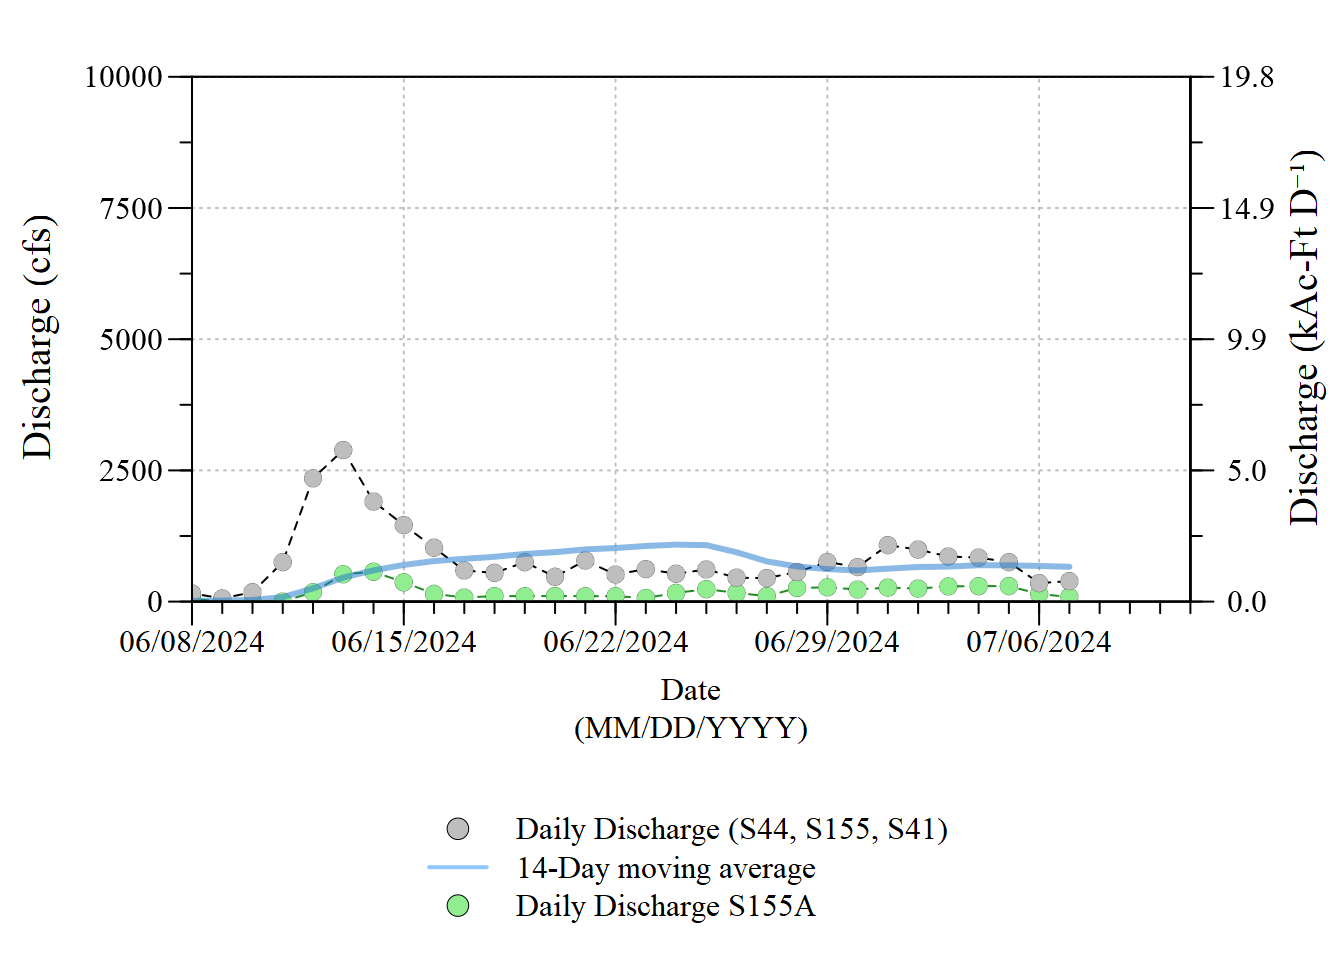 10000
7500
5000
2500
0
Discharge (cfs)
19.8
14.9
9.9
5.0
0.0
Discharge (kAc-Ft D⁻¹)
06/08/2024
06/15/2024
06/22/2024
06/29/2024
07/06/2024
Date
(MM/DD/YYYY)
Daily Discharge (S44, S155, S41)
14-Day moving average
Daily Discharge S155A